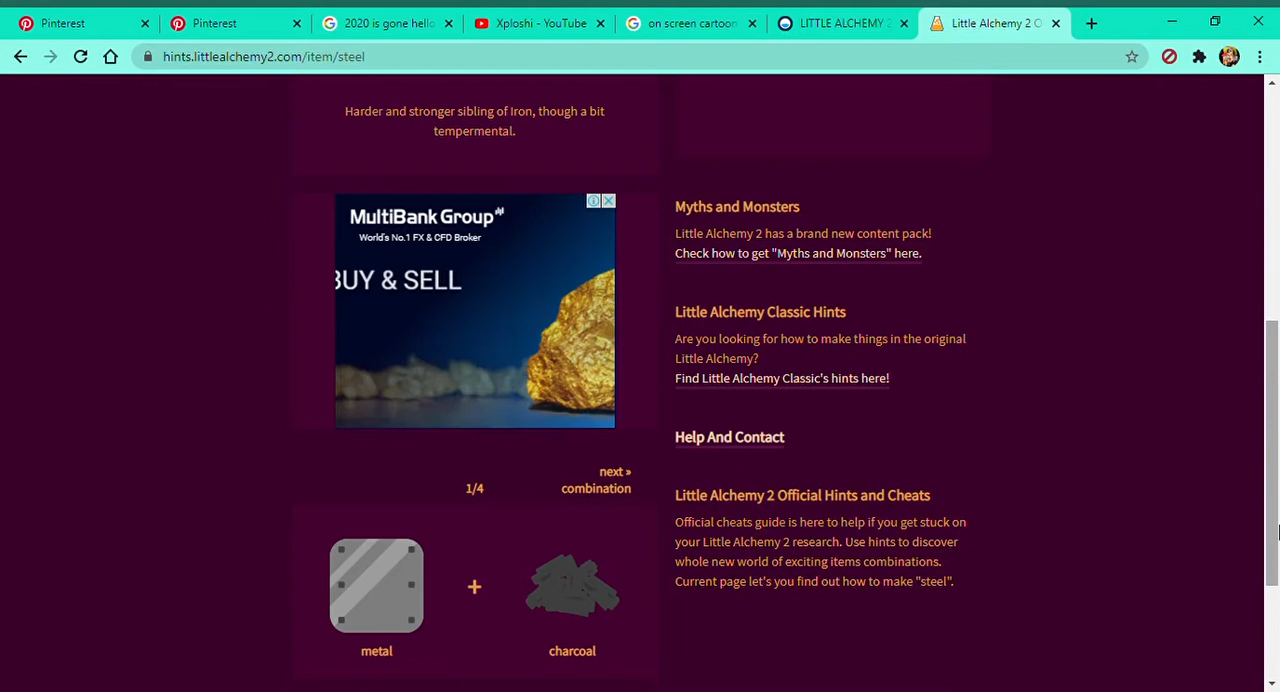 Pinterest
Pinterest
2020 is gone hello
Xploshi - YouTube
on screen cartoon
LITTLE ALCHEMY 2
Little Alchemy 2 O
hints.littlealchemy2.com/item/steel
Harder and stronger sibling of Iron, though a bit
tempermental.
MultiBank Group
World's No.1 FX & CFD Broker
BUY & SELL
Myths and Monsters
Little Alchemy 2 has a brand new content pack!
Check how to get "Myths and Monsters" here.
Little Alchemy Classic Hints
Are you looking for how to make things in the original
Little Alchemy?
Find Little Alchemy Classic's hints here!
Help And Contact
next »
1/4 combination
Little Alchemy 2 Official Hints and Cheats
Official cheats guide is here to help if you get stuck on
your Little Alchemy 2 research. Use hints to discover
whole new world of exciting items combinations.
Current page let's you find out how to make "steel".
+
metal
charcoal